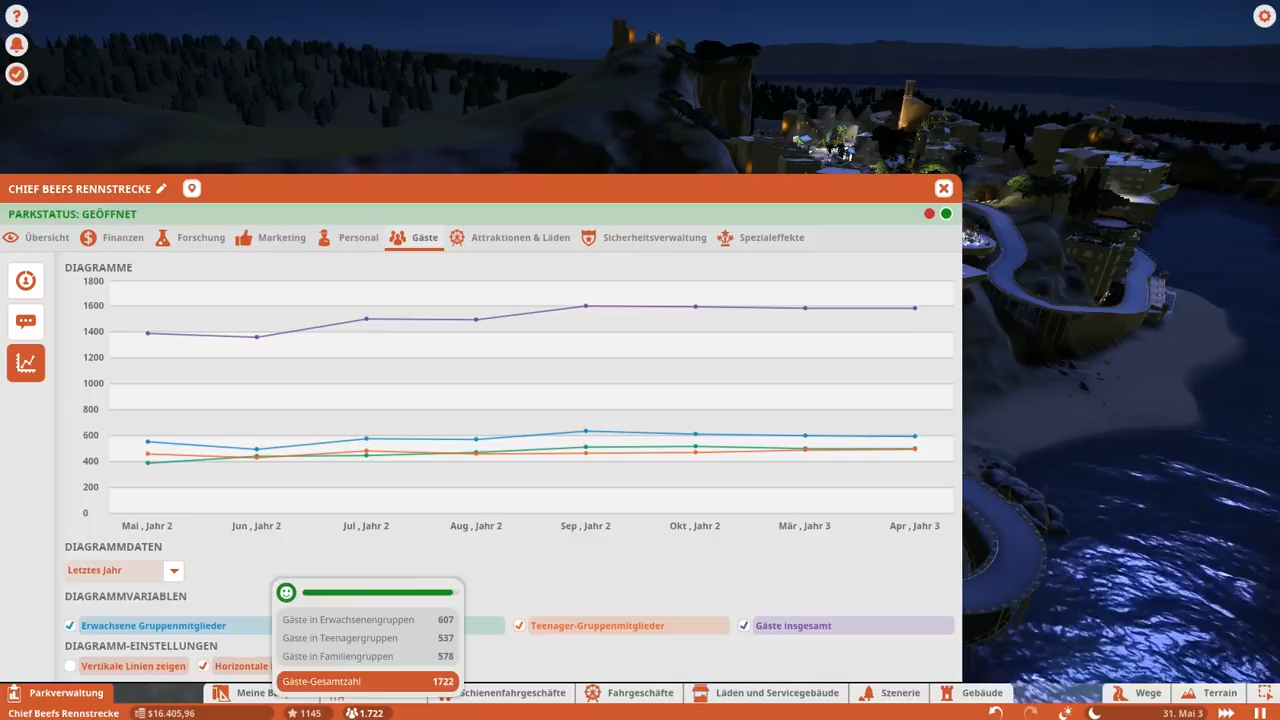 CHIEF BEEFS RENNSTRECKE
PARKSTATUS: GEÖFFNET
Übersicht Finanzen Forschung Marketing Personal Gäste Attraktionen & Läden Sicherheitsverwaltung Spezialeffekte
DIAGRAMME
1800
1600
1400
1200
1000
800
600
400
200
0
Mai , Jahr 2 Jun , Jahr 2 Jul , Jahr 2 Aug , Jahr 2 Sep , Jahr 2 Okt , Jahr 2 Mär , Jahr 3 Apr , Jahr 3
DIAGRAMMDATEN
Letztes Jahr
DIAGRAMMVARIABLEN
Erwachsene Gruppenmitglieder Teenager-Gruppenmitglieder Gäste insgesamt
DIAGRAMM-EINSTELLUNGEN
Vertikale Linien zeigen Horizontale
Gäste in Erwachsenengruppen 607
Gäste in Teenagergruppen 537
Gäste in Familiengruppen 578
Gäste-Gesamtzahl 1722
Parkverwaltung Meine chienenfahrgeschäfte Fahrgeschäfte Läden und Servicegebäude Szenerie Gebäude Wege Terrain
Chief Beefs Rennstrecke $16.405,96 1145 1.722 31. Mai 3